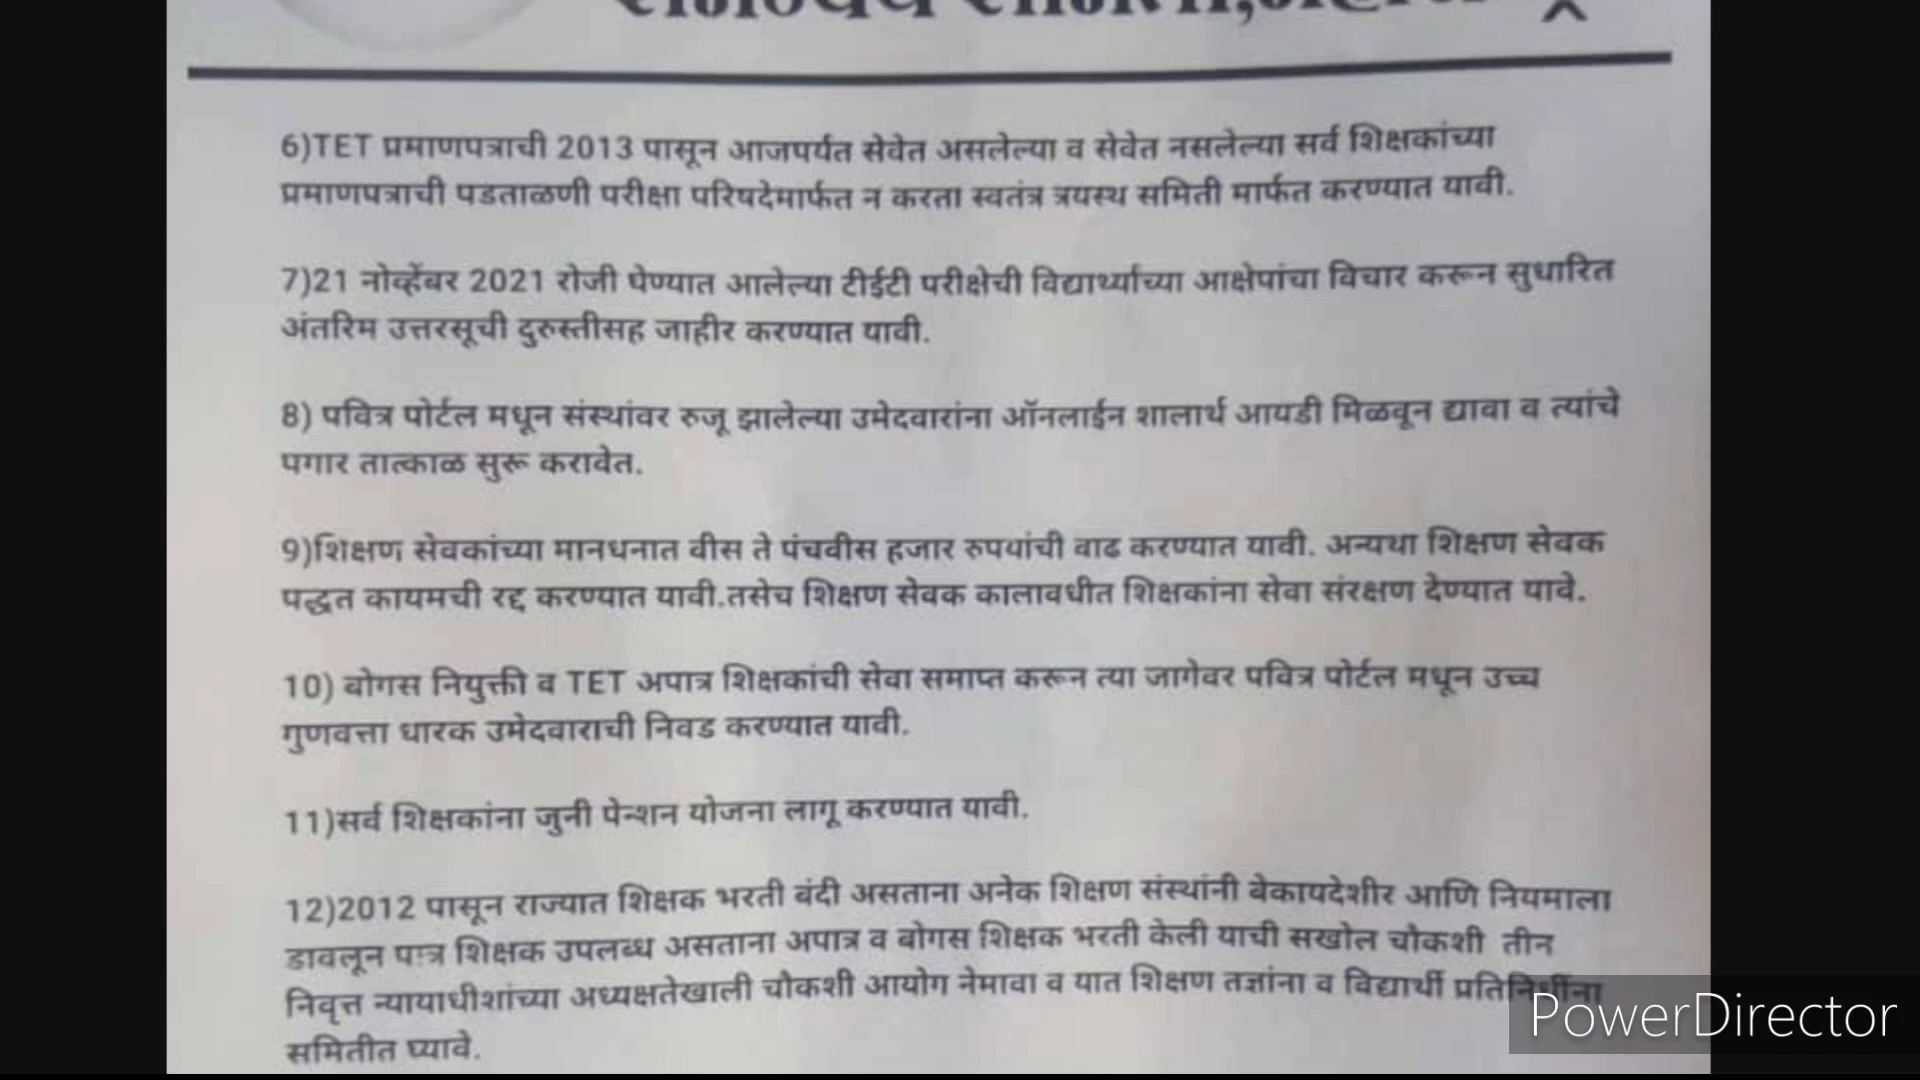 6)TET प्रमाणपत्राची 2013 पासून आजपर्यंत सेवेत असलेल्या व सेवेत नसलेल्या सर्व शिक्षकांच्या
प्रमाणपत्राची पडताळणी परीक्षा परिषदेमार्फत न करता स्वतंत्र त्रयस्थ समिती मार्फत करण्यात यावी.
7)21 नोव्हेंबर 2021 रोजी घेण्यात आलेल्या टीईटी परीक्षेची विद्यार्थ्यांच्या आक्षेपांचा विचार करून सुधारित
अंतरिम उत्तरसूची दुरुस्तीसह जाहीर करण्यात यावी.
8) पवित्र पोर्टल मधून संस्थांवर रुजू झालेल्या उमेदवारांना ऑनलाईन शालार्थ आयडी मिळवून द्यावा व त्यांचे
पगार तात्काळ सुरू करावेत.
9)शिक्षण सेवकांच्या मानधनात वीस ते पंचवीस हजार रुपयांची वाढ करण्यात यावी. अन्यथा शिक्षण सेवक
पद्धत कायमची रद्द करण्यात यावी.तसेच शिक्षण सेवक कालावधीत शिक्षकांना सेवा संरक्षण देण्यात यावे.
10) बोगस नियुक्ती व TET अपात्र शिक्षकांची सेवा समाप्त करून त्या जागेवर पवित्र पोर्टल मधून उच्च
गुणवत्ता धारक उमेदवाराची निवड करण्यात यावी.
11)सर्व शिक्षकांना जुनी पेन्शन योजना लागू करण्यात यावी.
12)2012 पासून राज्यात शिक्षक भरती बंदी असताना अनेक शिक्षण संस्थांनी बेकायदेशीर आणि नियमाला
डावलून पात्र शिक्षक उपलब्ध असताना अपात्र व बोगस शिक्षक भरती केली याची सखोल चौकशी तीन
निवृत्त न्यायाधीशांच्या अध्यक्षतेखाली चौकशी आयोग नेमावा व यात शिक्षण तज्ञांना व विद्यार्थी प्रतिनिधींना
समितीत घ्यावे.
PowerDirector